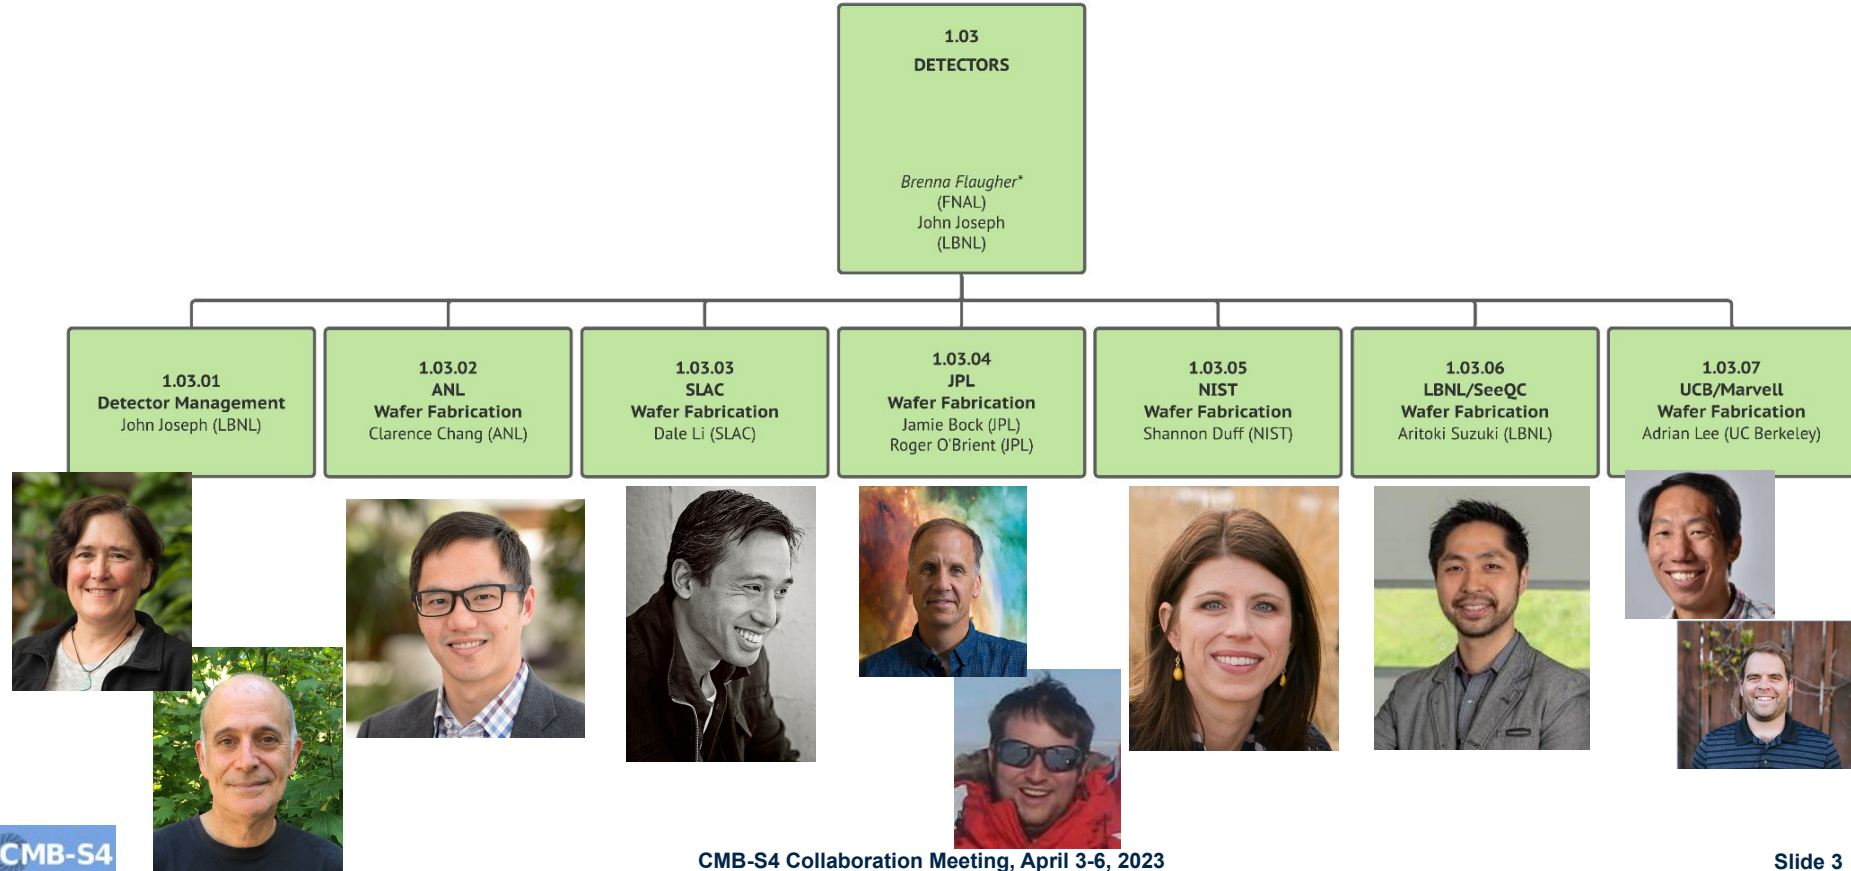 1.03
DETECTORS
Brenna Flaugher*
(FNAL)
John Joseph
(LBNL)
1.03.01
Detector Management
John Joseph (LBNL)
1.03.02
ANL
Wafer Fabrication
Clarence Chang (ANL)
1.03.03
SLAC
Wafer Fabrication
Dale Li (SLAC)
1.03.04
JPL
Wafer Fabrication
Jamie Bock (JPL)
Roger O'Brient (JPL)
1.03.05
NIST
Wafer Fabrication
Shannon Duff (NIST)
1.03.06
LBNL/SeeQC
Wafer Fabrication
Aritoki Suzuki (LBNL)
1.03.07
UCB/Marvell
Wafer Fabrication
Adrian Lee (UC Berkeley)
CMB-S4
CMB-S4 Collaboration Meeting, April 3-6, 2023
Slide 3